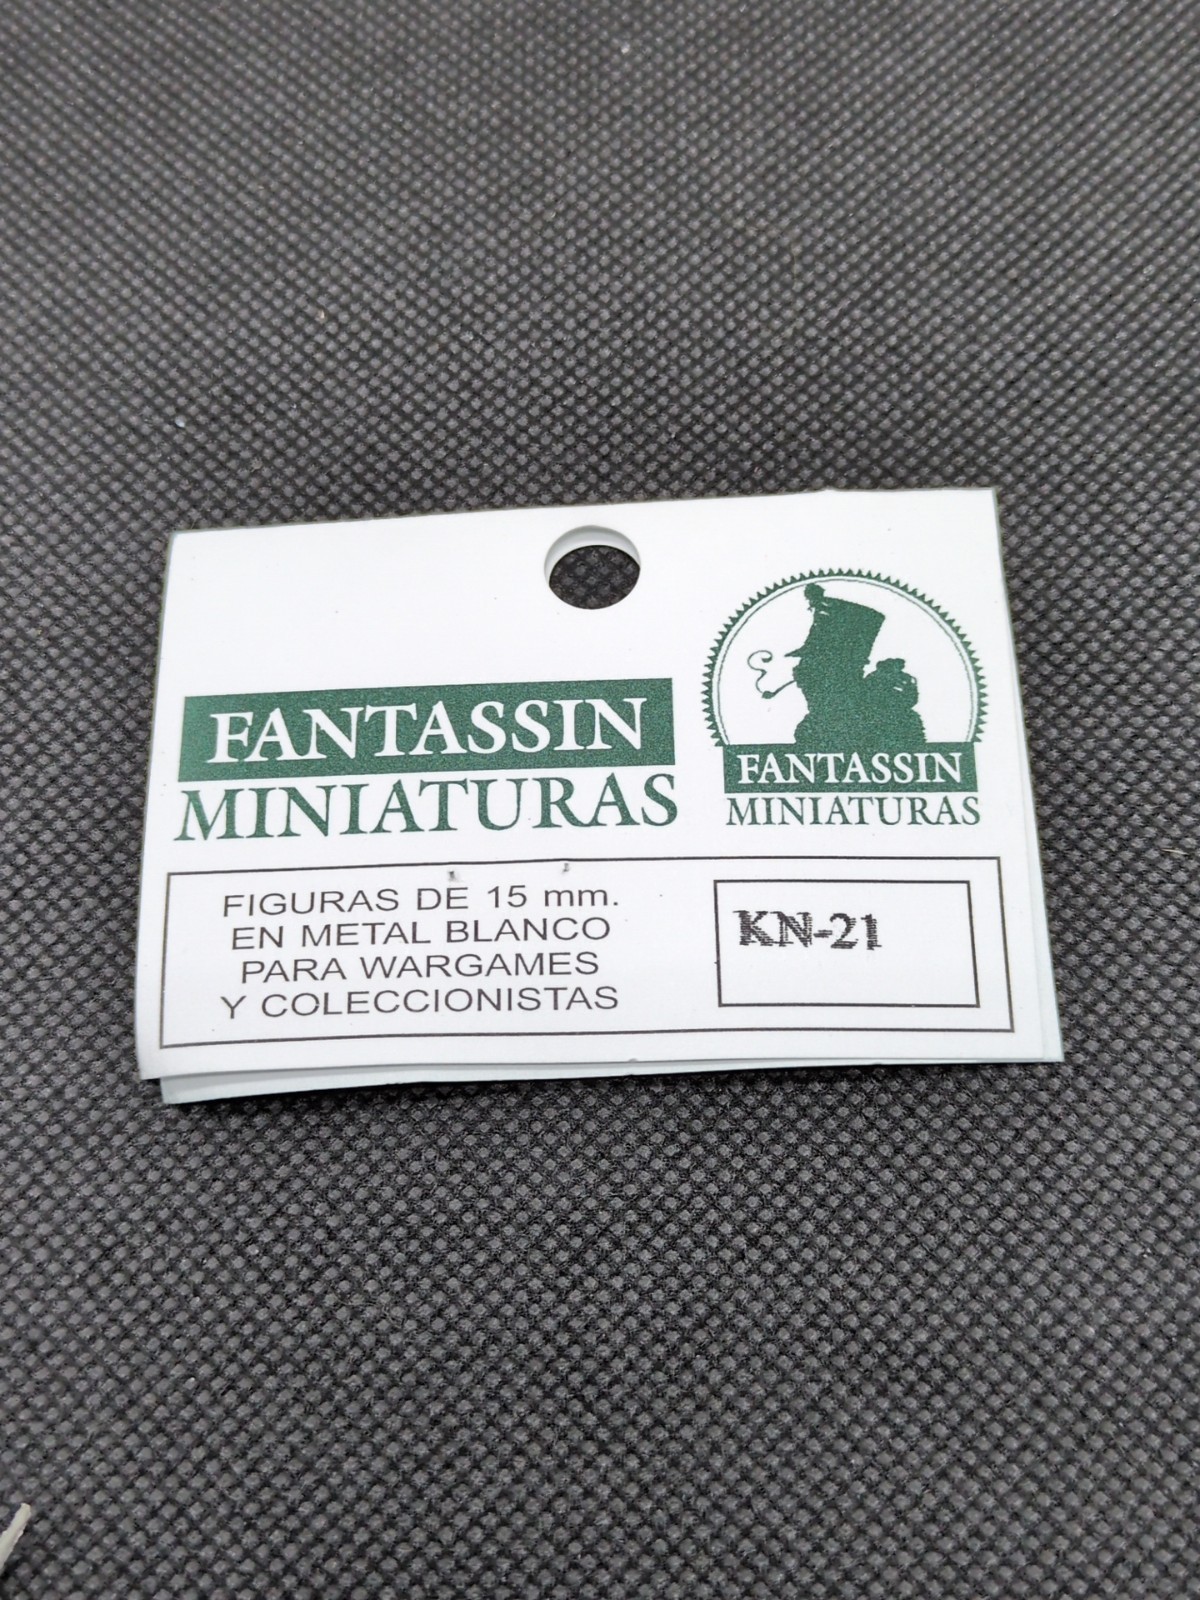 FANTASSIN
MINIATURAS
FANTASSIN
MINIATURAS
FIGURAS DE 15 mm.
EN METAL BLANCO
PARA WARGAMES
Y COLECCIONISTAS
KN-21